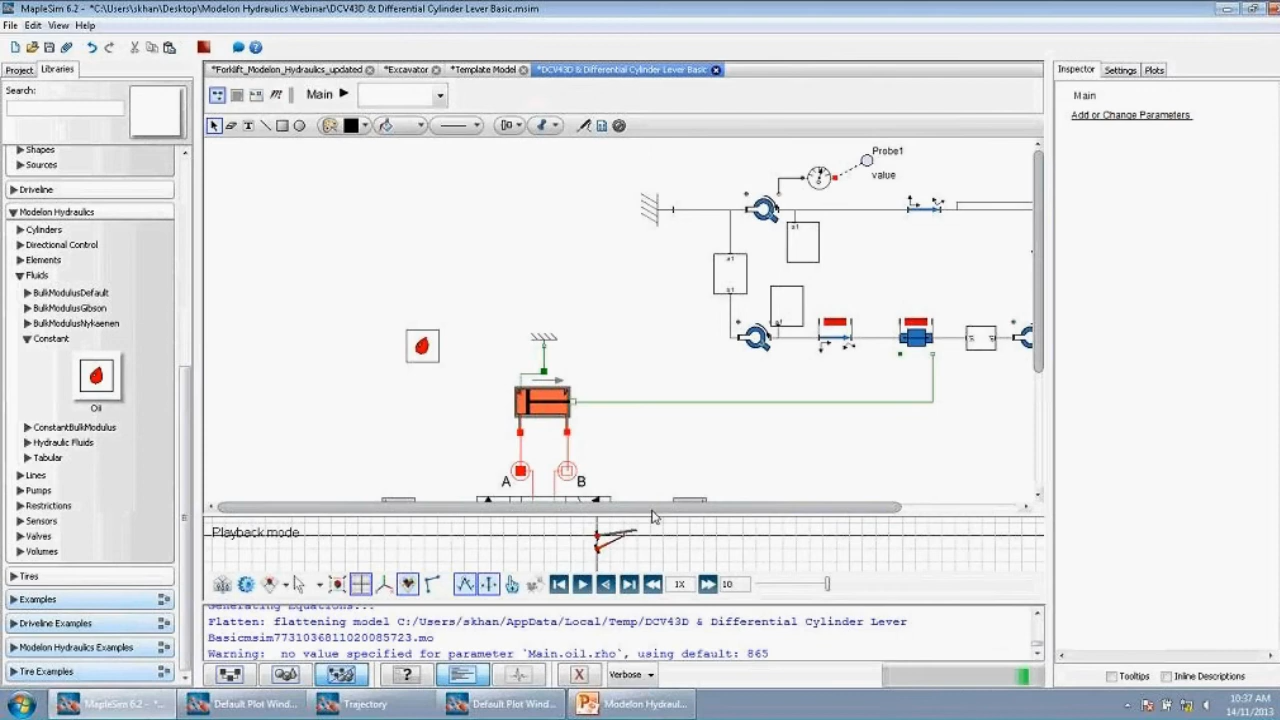 MapleSim 6.2 - *C:\Users\skhan\Desktop\Modelon Hydraulics Webinar\DCV43D & Differential Cylinder Lever Basic.msim
File Edit View Help
Project Libraries
Search:
Shapes
Sources
Driveline
Modelon Hydraulics
Cylinders
Directional Control
Elements
Fluids
BulkModulusDefault
BulkModulusGibson
BulkModulusNykaenen
Constant
Oil
ConstantBulkModulus
Hydraulic Fluids
Tabular
Lines
Pumps
Restrictions
Sensors
Valves
Volumes
Tires
Examples
Driveline Examples
Modelon Hydraulics Examples
Tire Examples
*Forklift_Modelon_Hydraulics_updated *Excavator *Template Model *DCV43D & Differential Cylinder Lever Basic
Main
Probe1
value
A B
Playback mode
1X 10
Generating Equations...
Flatten: flattening model C:/Users/skhan/AppData/Local/Temp/DCV43D & Differential Cylinder Lever
Basicmsim7731036811020085723.mo
Warning: no value specified for parameter `Main.oil.rho`, using default: 865
Verbose
Inspector Settings Plots
Main
Add or Change Parameters
Tooltips Inline Descriptions
MapleSim 6.2 - *... Default Plot Wind... Trajectory Default Plot Wind... Modelon Hydraul...
10:37 AM
14/11/2013